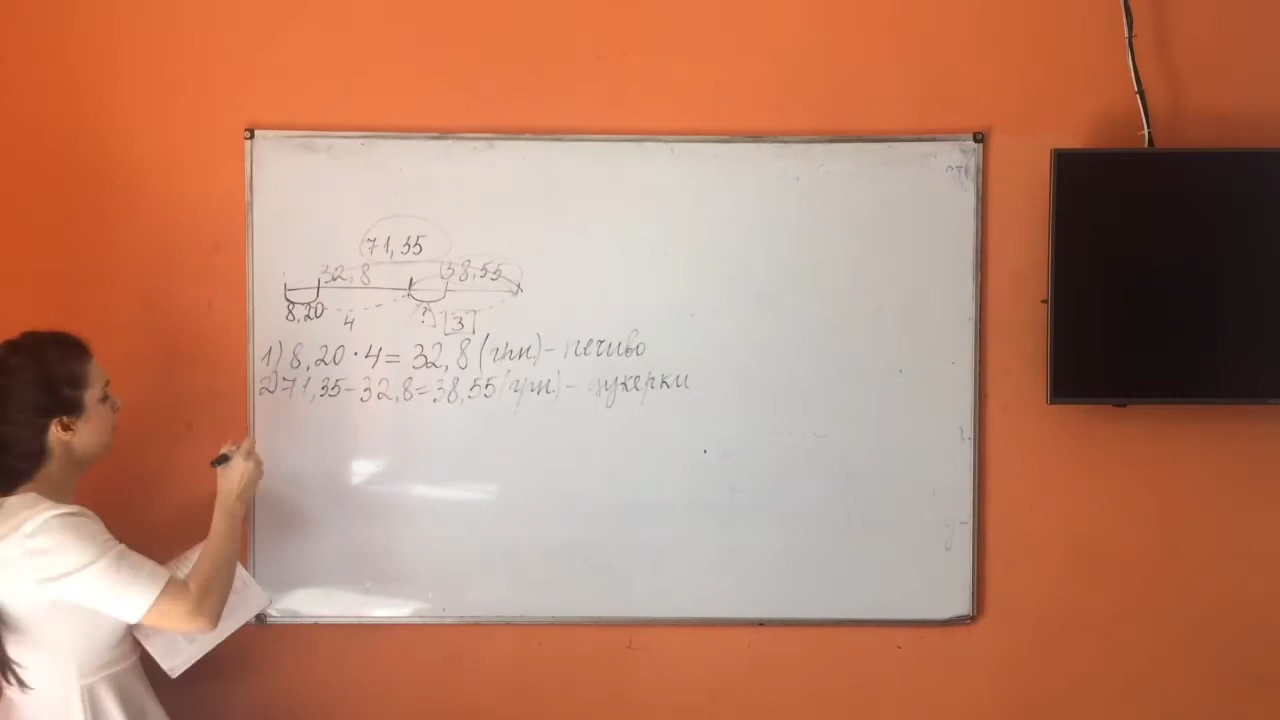 71,35
32,8 38,55
8,20 4 ? 3
1) 8,20 · 4 = 32,8 (грн.) - печиво
2) 71,35 - 32,8 = 38,55 (грн.) - цукерки